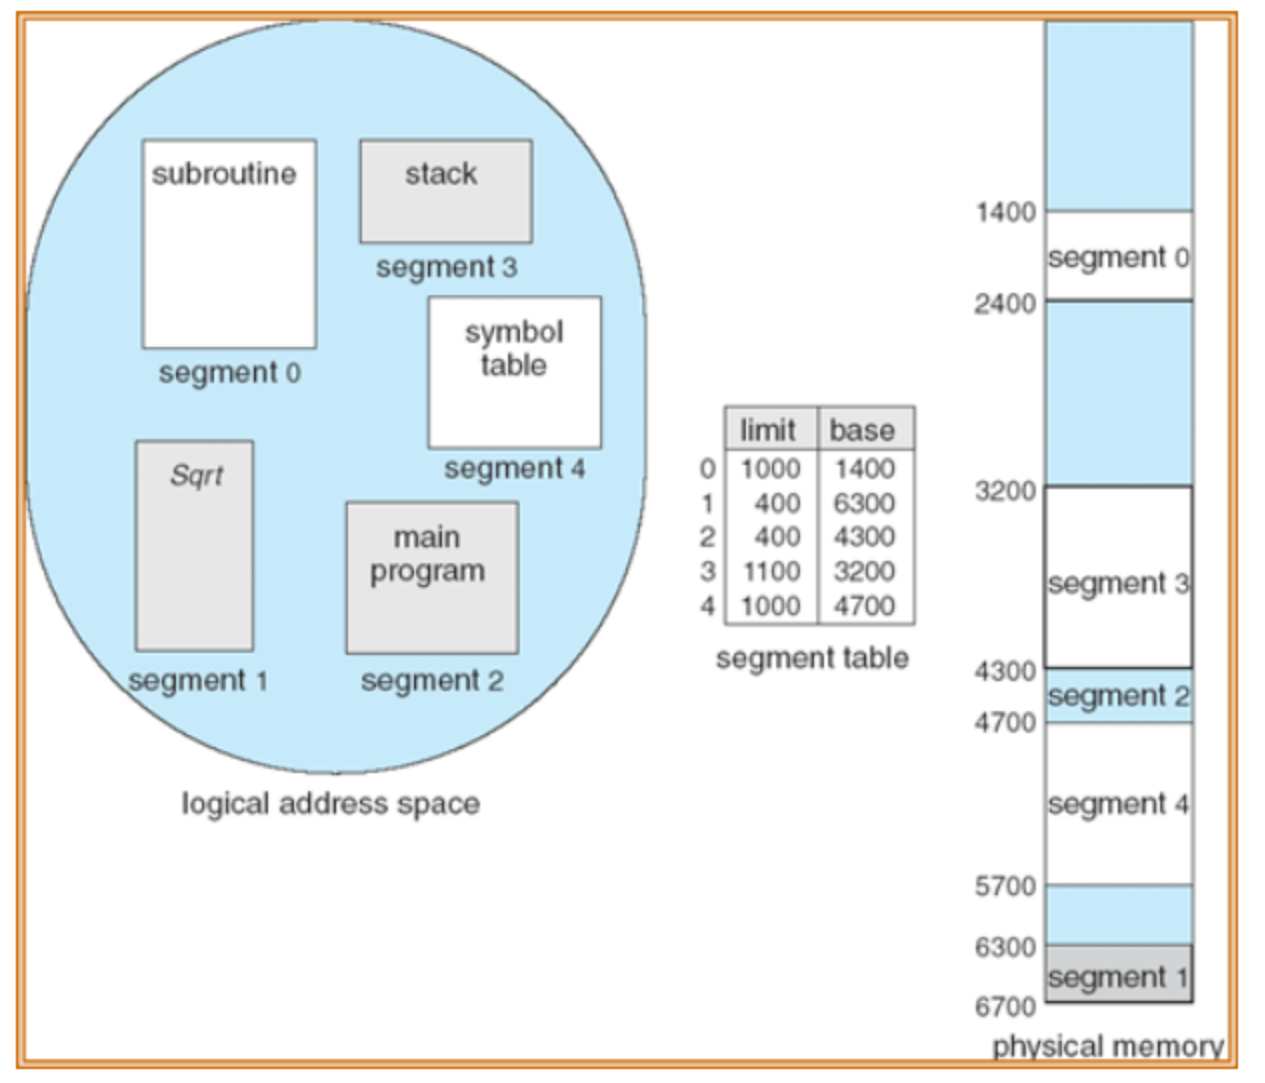 subroutine
segment 0
stack
segment 3
symbol
table
segment 4
Sqrt
segment 1
main
program
segment 2
logical address space
limit base
0 1000 1400
1 400 6300
2 400 4300
3 1100 3200
4 1000 4700
segment table
1400
segment 0
2400
3200
segment 3
4300
segment 2
4700
segment 4
5700
6300
segment 1
6700
physical memory